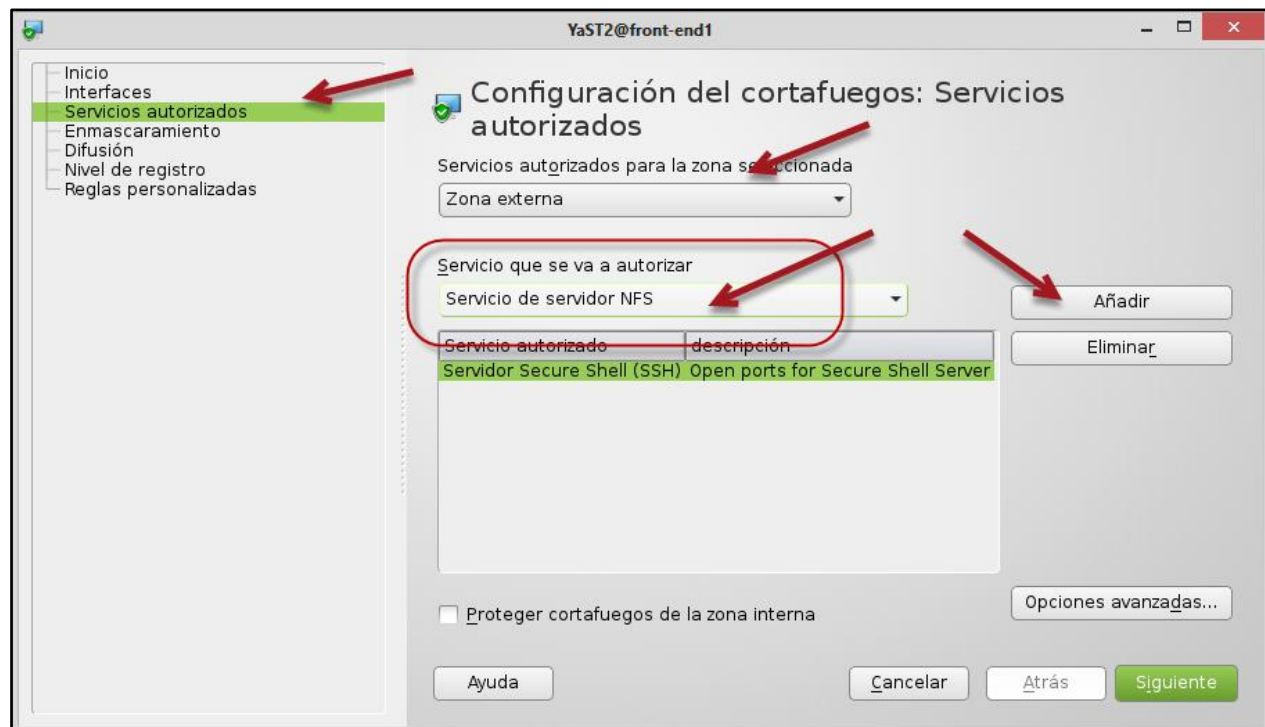 YaST2@front-end1
Inicio
Interfaces
Servicios autorizados
Enmascaramiento
Difusión
Nivel de registro
Reglas personalizadas
Configuración del cortafuegos: Servicios
autorizados
Servicios autorizados para la zona seleccionada
Zona externa
Servicio que se va a autorizar
Servicio de servidor NFS
Añadir
Servicio autorizado descripción
Eliminar
Servidor Secure Shell (SSH) Open ports for Secure Shell Server
Opciones avanzadas...
Proteger cortafuegos de la zona interna
Ayuda
Cancelar
Atrás
Siguiente